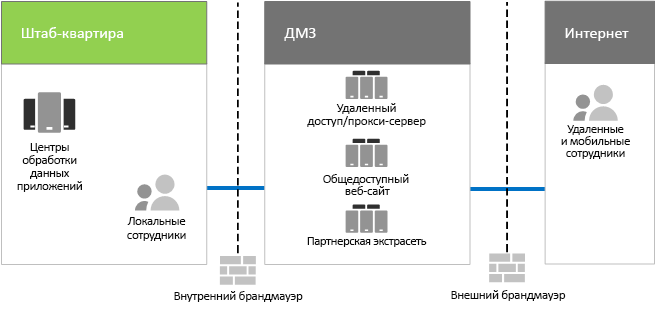 Штаб-квартира
ДМЗ
Интернет
Центры
обработки
данных
приложений
Локальные
сотрудники
Удаленный
доступ/прокси-сервер
Общедоступный
веб-сайт
Партнерская экстрасеть
Удаленные
и мобильные
сотрудники
Внутренний брандмауэр
Внешний брандмауэр